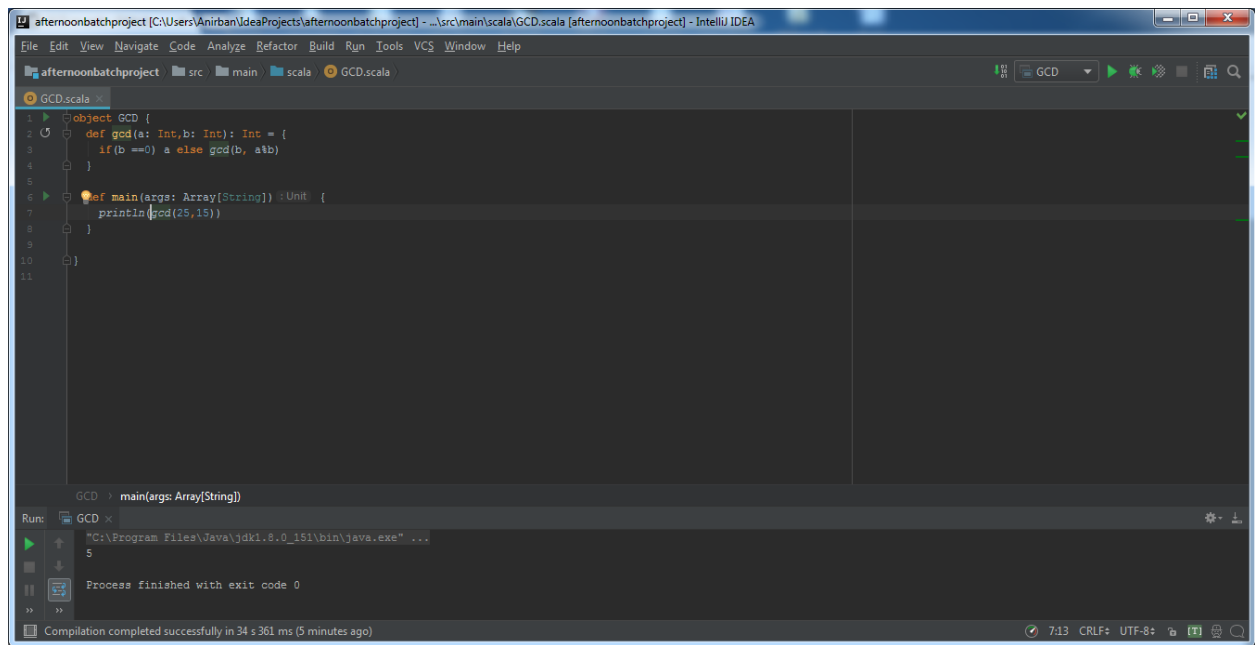 afternoonbatchproject [C:\Users\Anirban\IdeaProjects\afternoonbatchproject] - ...\src\main\scala\GCD.scala [afternoonbatchproject] - IntelliJ IDEA
File Edit View Navigate Code Analyze Refactor Build Run Tools VCS Window Help
afternoonbatchproject src main scala GCD.scala GCD
GCD.scala
1 object GCD {
2 def gcd(a: Int,b: Int): Int = {
3 if(b ==0) a else gcd(b, a%b)
4 }
5
6 ef main(args: Array[String]) : Unit {
7 println(gcd(25,15))
8 }
9
10 }
11
GCD main(args: Array[String])
Run: GCD
"C:\Program Files\Java\jdk1.8.0_151\bin\java.exe" ...
5
Process finished with exit code 0
Compilation completed successfully in 34 s 361 ms (5 minutes ago) 7:13 CRLF UTF-8 [T]